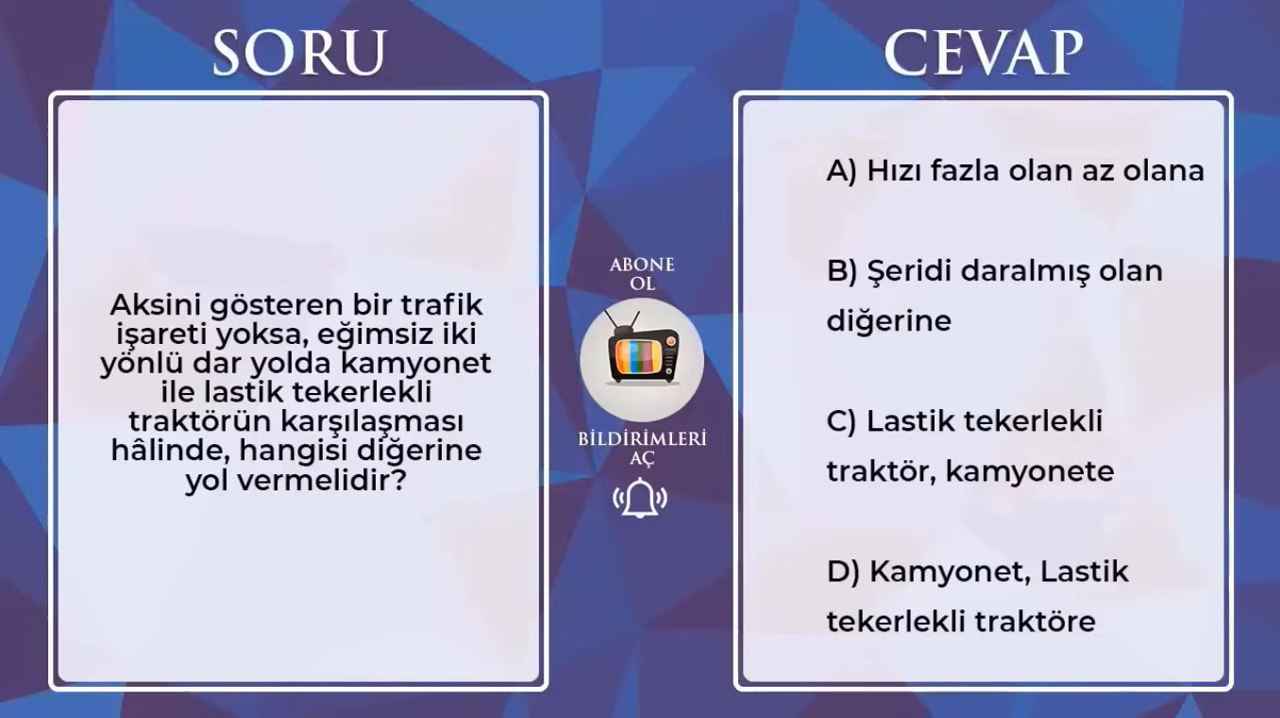 SORU
Aksini gösteren bir trafik
işareti yoksa, eğimsiz iki
yönlü dar yolda kamyonet
ile lastik tekerlekli
traktörün karşılaşması
hâlinde, hangisi diğerine
yol vermelidir?
ABONE
OL
BİLDİRİMLERİ
AÇ
CEVAP
A) Hızı fazla olan az olana
B) Şeridi daralmış olan
diğerine
C) Lastik tekerlekli
traktör, kamyonete
D) Kamyonet, Lastik
tekerlekli traktöre